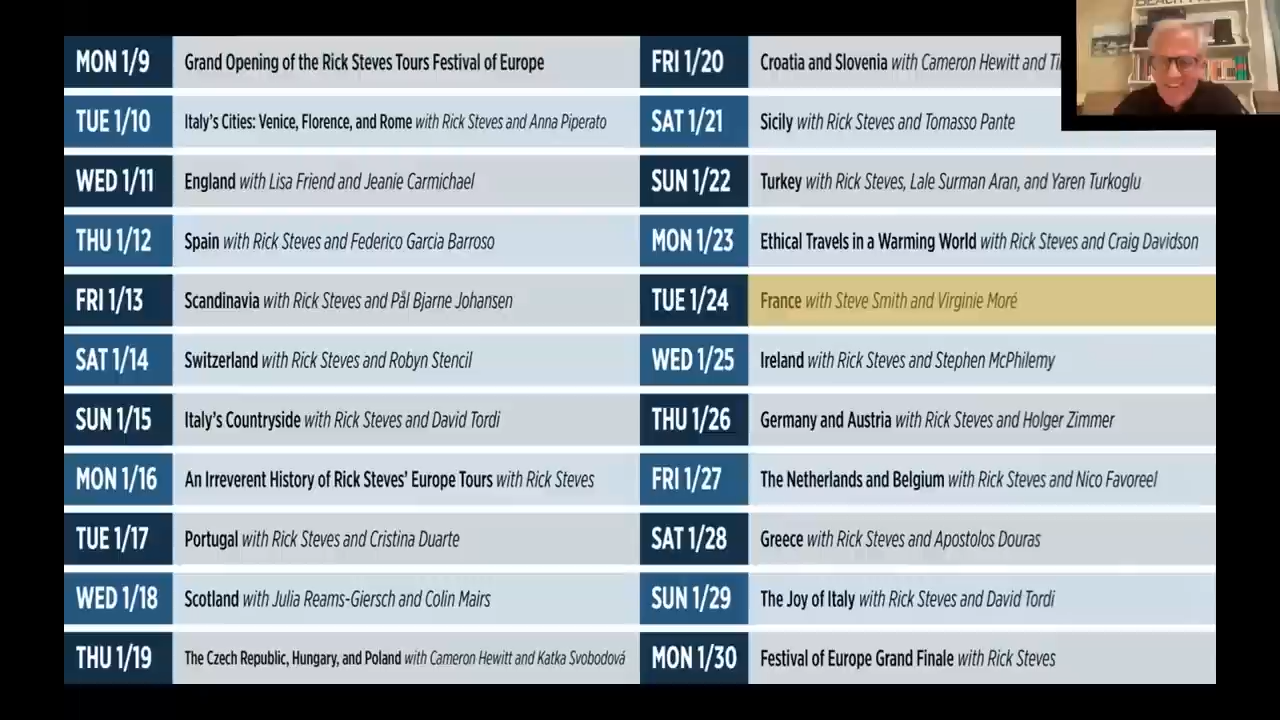 MON 1/9 Grand Opening of the Rick Steves Tours Festival of Europe
TUE 1/10 Italy's Cities: Venice, Florence, and Rome with Rick Steves and Anna Piperato
WED 1/11 England with Lisa Friend and Jeanie Carmichael
THU 1/12 Spain with Rick Steves and Federico Garcia Barroso
FRI 1/13 Scandinavia with Rick Steves and Pål Bjarne Johansen
SAT 1/14 Switzerland with Rick Steves and Robyn Stencil
SUN 1/15 Italy's Countryside with Rick Steves and David Tordi
MON 1/16 An Irreverent History of Rick Steves' Europe Tours with Rick Steves
TUE 1/17 Portugal with Rick Steves and Cristina Duarte
WED 1/18 Scotland with Julia Reams-Giersch and Colin Mairs
THU 1/19 The Czech Republic, Hungary, and Poland with Cameron Hewitt and Katka Svobodová
FRI 1/20 Croatia and Slovenia with Cameron Hewitt and
SAT 1/21 Sicily with Rick Steves and Tomasso Pante
SUN 1/22 Turkey with Rick Steves, Lale Surman Aran, and Yaren Turkoglu
MON 1/23 Ethical Travels in a Warming World with Rick Steves and Craig Davidson
TUE 1/24 France with Steve Smith and Virginie Moré
WED 1/25 Ireland with Rick Steves and Stephen McPhilemy
THU 1/26 Germany and Austria with Rick Steves and Holger Zimmer
FRI 1/27 The Netherlands and Belgium with Rick Steves and Nico Favoreel
SAT 1/28 Greece with Rick Steves and Apostolos Douras
SUN 1/29 The Joy of Italy with Rick Steves and David Tordi
MON 1/30 Festival of Europe Grand Finale with Rick Steves